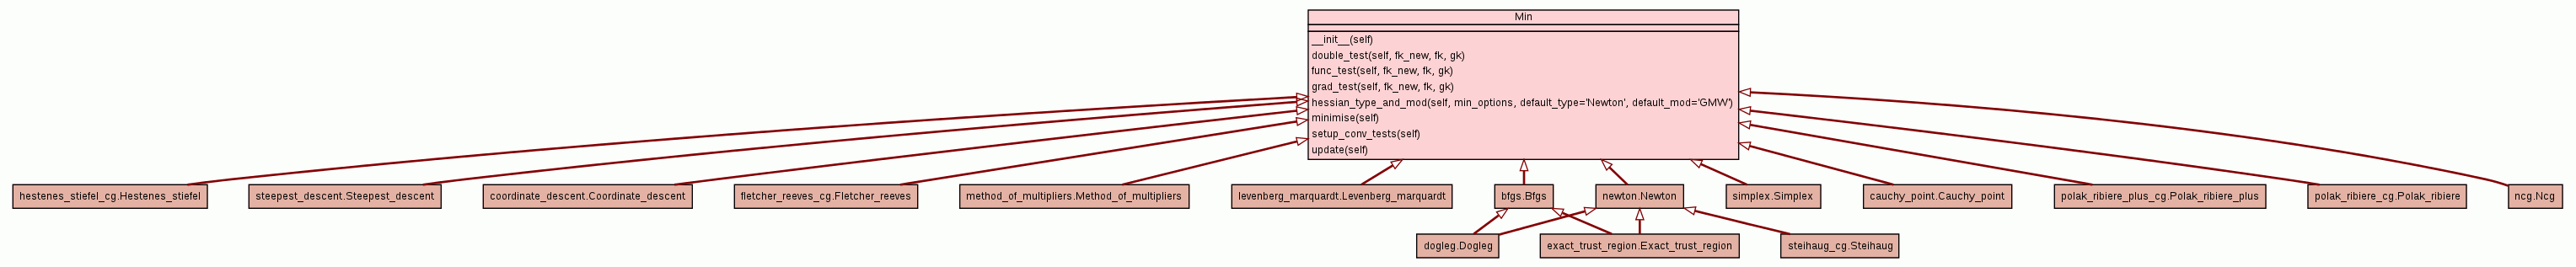 Min
__init__(self)
double_test(self, fk_new, fk, gk)
func_test(self, fk_new, fk, gk)
grad_test(self, fk_new, fk, gk)
hessian_type_and_mod(self, min_options, default_type='Newton', default_mod='GMW')
minimise(self)
setup_conv_tests(self)
update(self)
hestenes_stiefel_cg.Hestenes_stiefel
steepest_descent.Steepest_descent
coordinate_descent.Coordinate_descent
fletcher_reeves_cg.Fletcher_reeves
method_of_multipliers.Method_of_multipliers
levenberg_marquardt.Levenberg_marquardt
bfgs.Bfgs
newton.Newton
simplex.Simplex
cauchy_point.Cauchy_point
polak_ribiere_plus_cg.Polak_ribiere_plus
polak_ribiere_cg.Polak_ribiere
ncg.Ncg
dogleg.Dogleg
exact_trust_region.Exact_trust_region
steihaug_cg.Steihaug